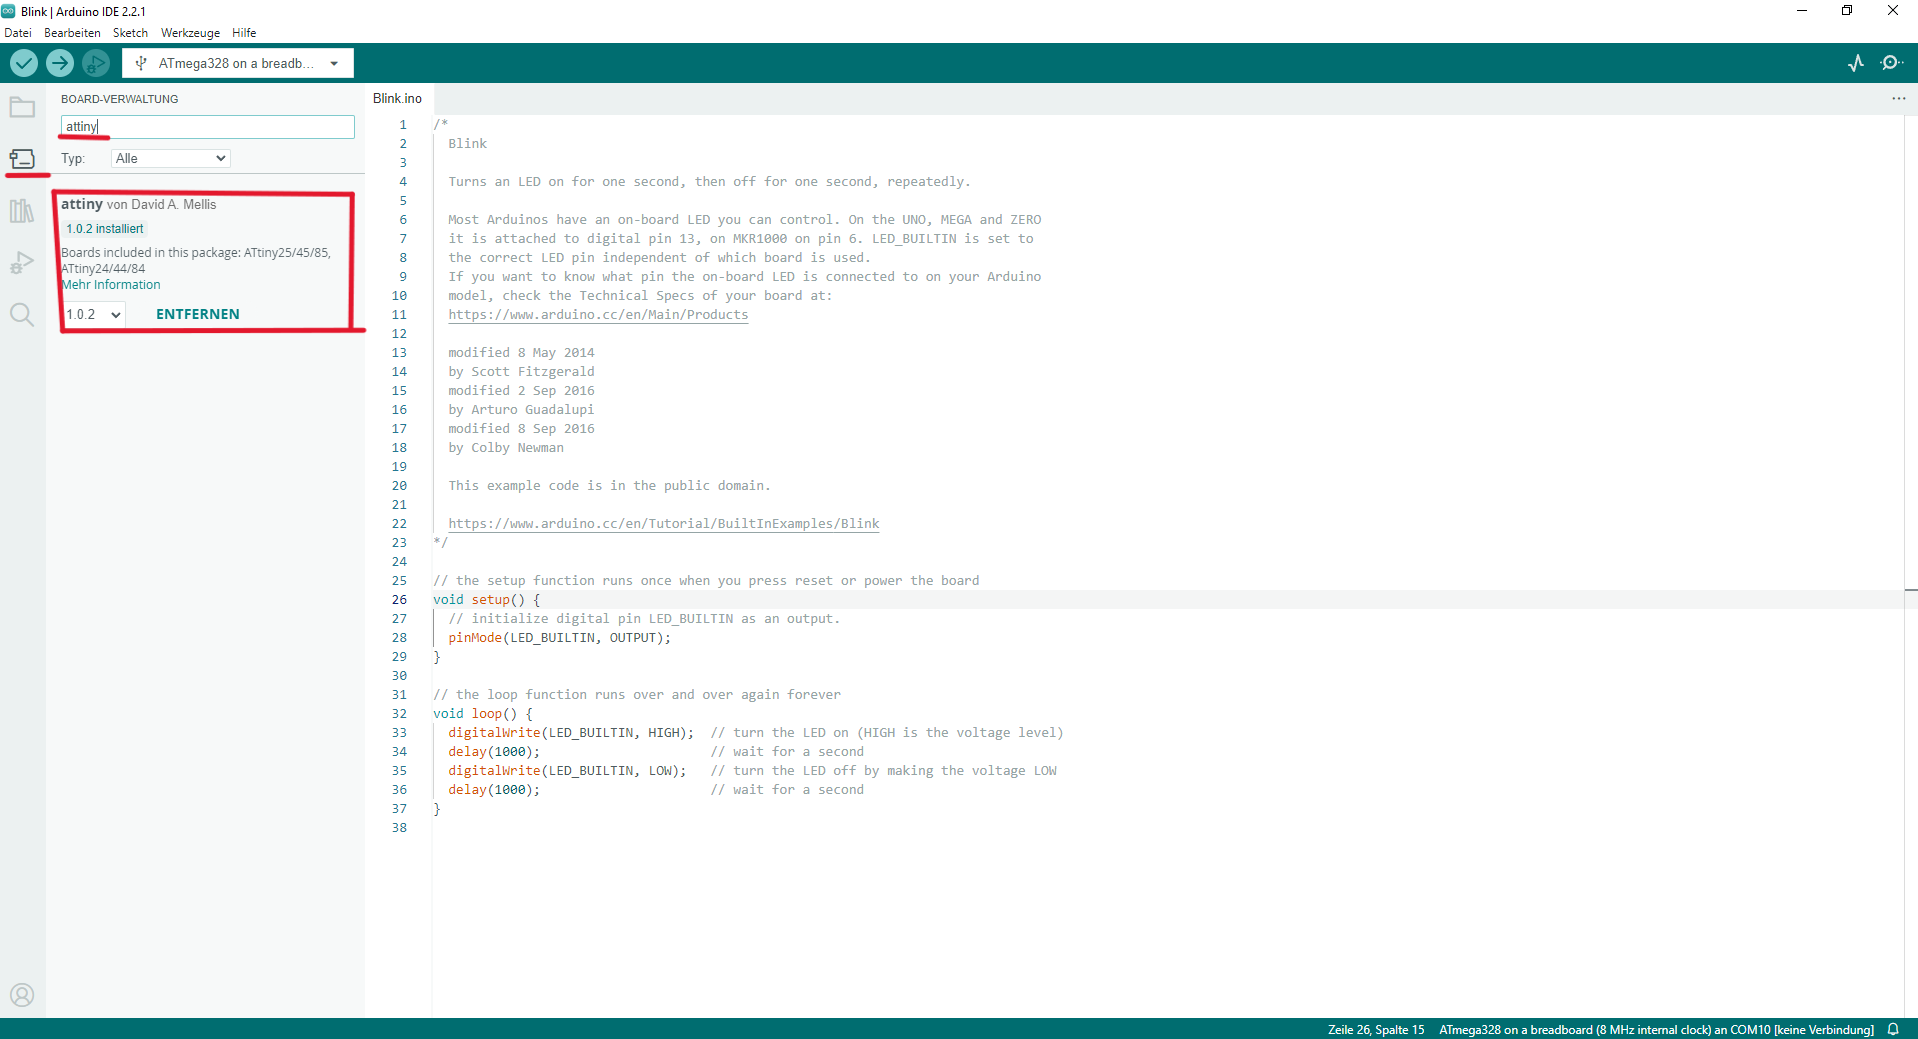 Blink | Arduino IDE 2.2.1
Datei Bearbeiten Sketch Werkzeuge Hilfe
ATmega328 on a breadb...
BOARD-VERWALTUNG
attiny
Typ: Alle
attiny von David A. Mellis
1.0.2 installiert
Boards included in this package: ATtiny25/45/85,
ATtiny24/44/84
Mehr Information
1.0.2 ENTFERNEN
Blink.ino
1 /*
2 Blink
3
4 Turns an LED on for one second, then off for one second, repeatedly.
5
6 Most Arduinos have an on-board LED you can control. On the UNO, MEGA and ZERO
7 it is attached to digital pin 13, on MKR1000 on pin 6. LED_BUILTIN is set to
8 the correct LED pin independent of which board is used.
9 If you want to know what pin the on-board LED is connected to on your Arduino
10 model, check the Technical Specs of your board at:
11 https://www.arduino.cc/en/Main/Products
12
13 modified 8 May 2014
14 by Scott Fitzgerald
15 modified 2 Sep 2016
16 by Arturo Guadalupi
17 modified 8 Sep 2016
18 by Colby Newman
19
20 This example code is in the public domain.
21
22 https://www.arduino.cc/en/Tutorial/BuiltInExamples/Blink
23 */
24
25 // the setup function runs once when you press reset or power the board
26 void setup() {
27 // initialize digital pin LED_BUILTIN as an output.
28 pinMode(LED_BUILTIN, OUTPUT);
29 }
30
31 // the loop function runs over and over again forever
32 void loop() {
33 digitalWrite(LED_BUILTIN, HIGH); // turn the LED on (HIGH is the voltage level)
34 delay(1000); // wait for a second
35 digitalWrite(LED_BUILTIN, LOW); // turn the LED off by making the voltage LOW
36 delay(1000); // wait for a second
37 }
38
Zeile 26, Spalte 15 ATmega328 on a breadboard (8 MHz internal clock) an COM10 [keine Verbindung]